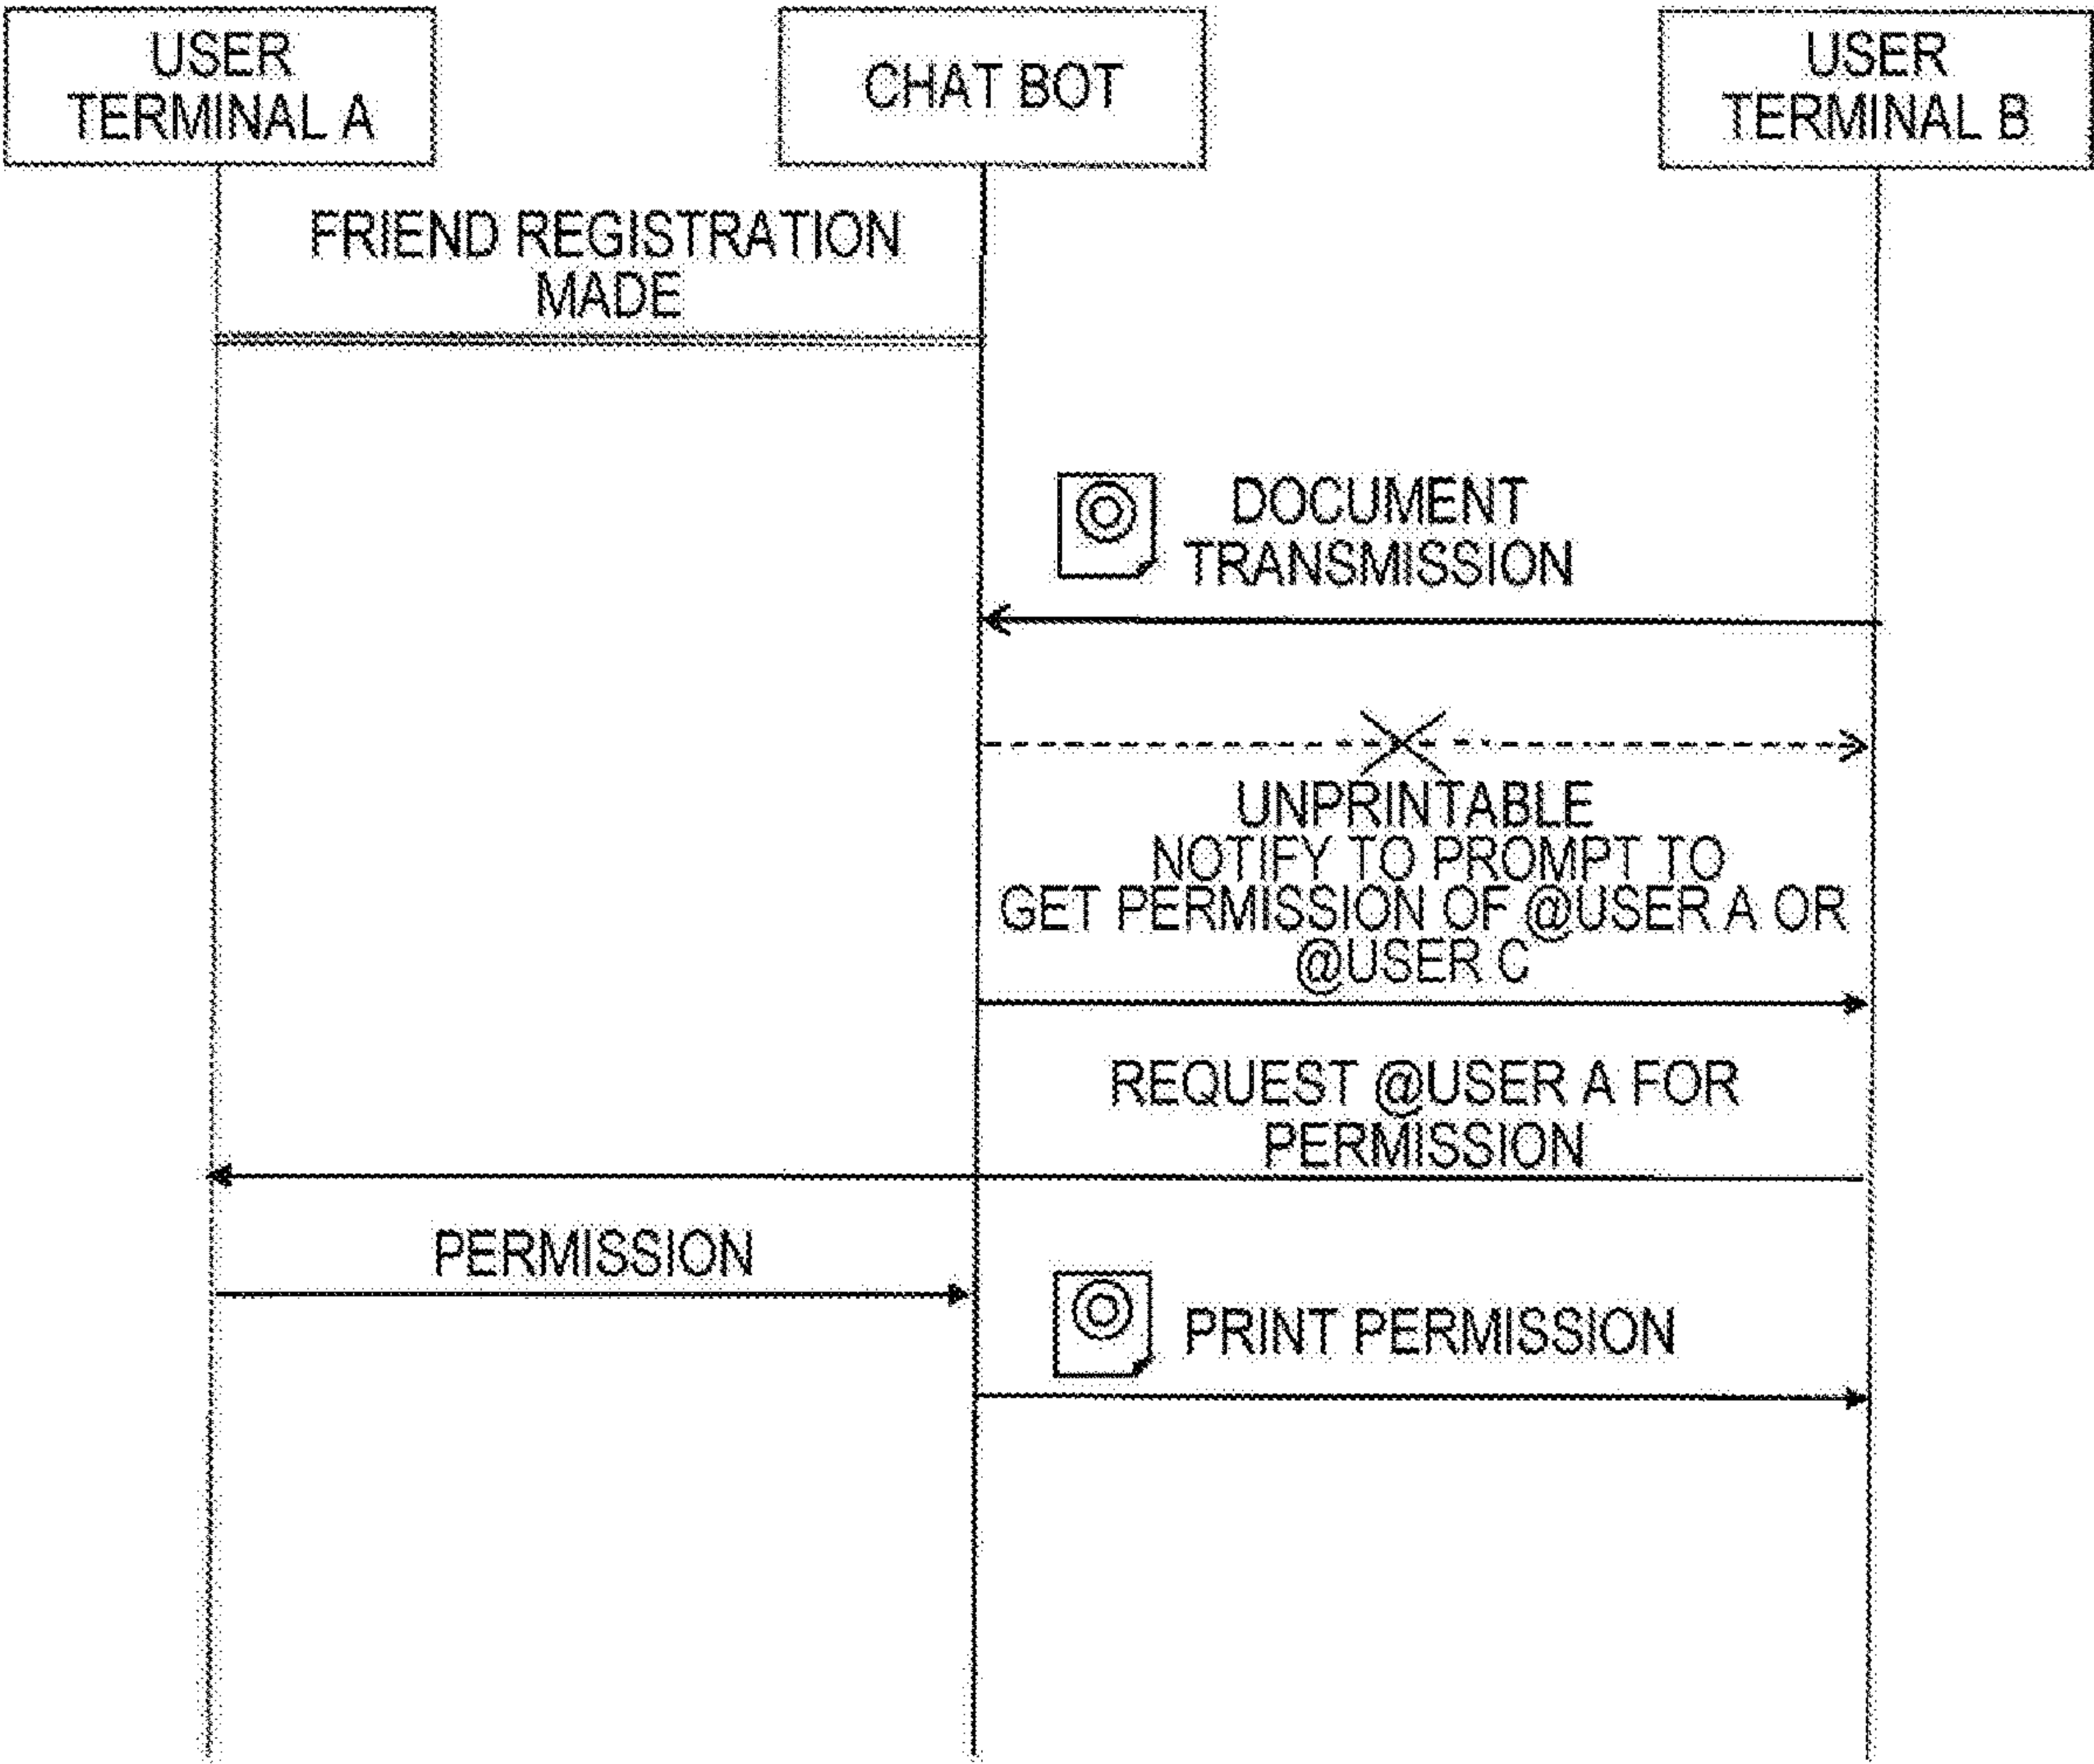 USER
TERMINAL A
CHAT BOT
USER
TERMINAL B
FRIEND REGISTRATION
MADE
DOCUMENT
TRANSMISSION
UNPRINTABLE
NOTIFY TO PROMPT TO
GET PERMISSION OF @USER A OR
@USER C
REQUEST @USER A FOR
PERMISSION
PERMISSION
PRINT PERMISSION